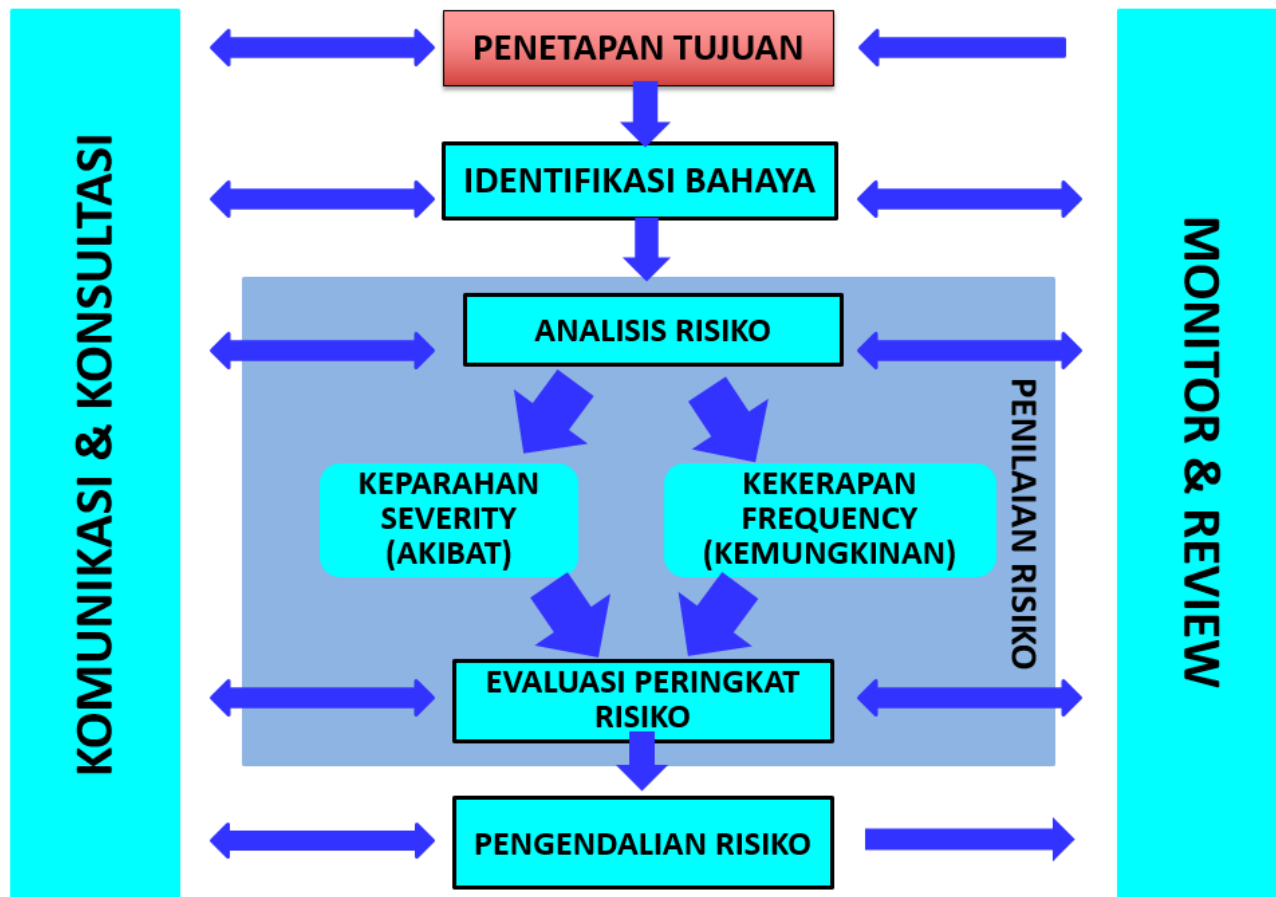 KOMUNIKASI & KONSULTASI
PENETAPAN TUJUAN
IDENTIFIKASI BAHAYA
ANALISIS RISIKO
KEPARAHAN
SEVERITY
(AKIBAT)
KEKERAPAN
FREQUENCY
(KEMUNGKINAN)
PENILAIAN RISIKO
EVALUASI PERINGKAT
RISIKO
PENGENDALIAN RISIKO
MONITOR & REVIEW